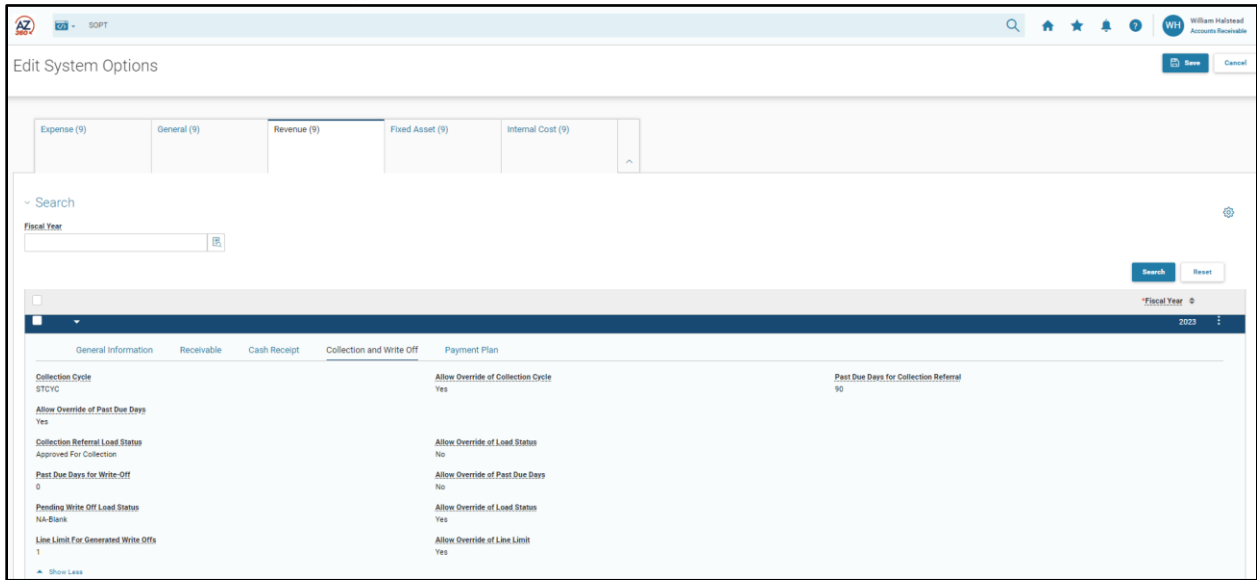 AZ
360
SOPT
WH
William Halstead
Accounts Receivable
Edit System Options
Save
Cancel
Expense (9)
General (9)
Revenue (9)
Fixed Asset (9)
Internal Cost (9)
Search
Fiscal Year
Search
Reset
*Fiscal Year
2023
General Information
Receivable
Cash Receipt
Collection and Write Off
Payment Plan
Collection Cycle
Allow Override of Collection Cycle
Past Due Days for Collection Referral
STCYC
Yes
90
Allow Override of Past Due Days
Yes
Collection Referral Load Status
Allow Override of Load Status
Approved For Collection
No
Past Due Days for Write-Off
Allow Override of Past Due Days
0
No
Pending Write Off Load Status
Allow Override of Load Status
NA-Blank
Yes
Line Limit For Generated Write Offs
Allow Override of Line Limit
1
Yes
Show Less